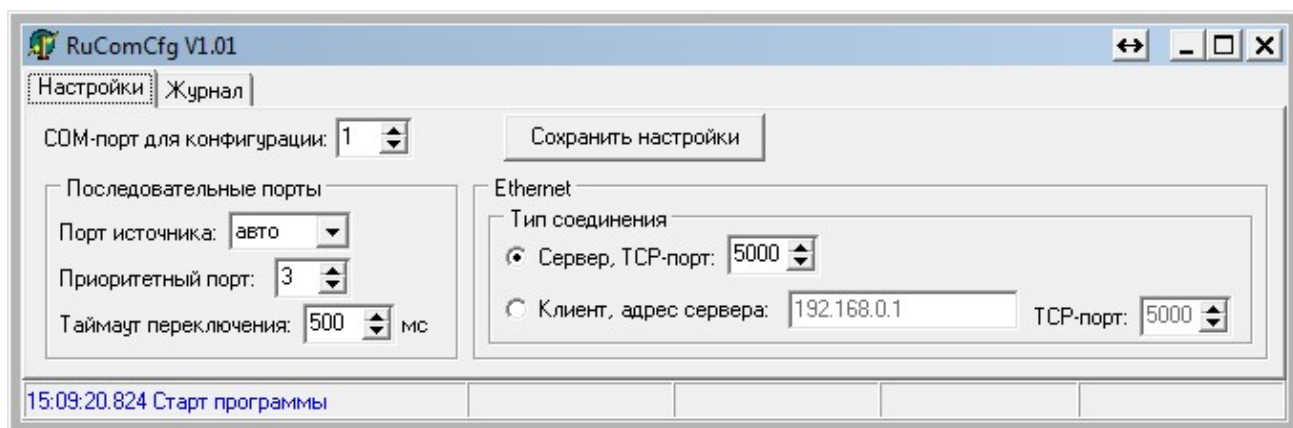 RuComCfg V1.01
Настройки Журнал
COM-порт для конфигурации: 1 Сохранить настройки
Последовательные порты
Порт источника: авто
Приоритетный порт: 3
Таймаут переключения: 500 мс
Ethernet
Тип соединения
Сервер, TCP-порт: 5000
Клиент, адрес сервера: 192.168.0.1 TCP-порт: 5000
15:09:20.824 Старт программы